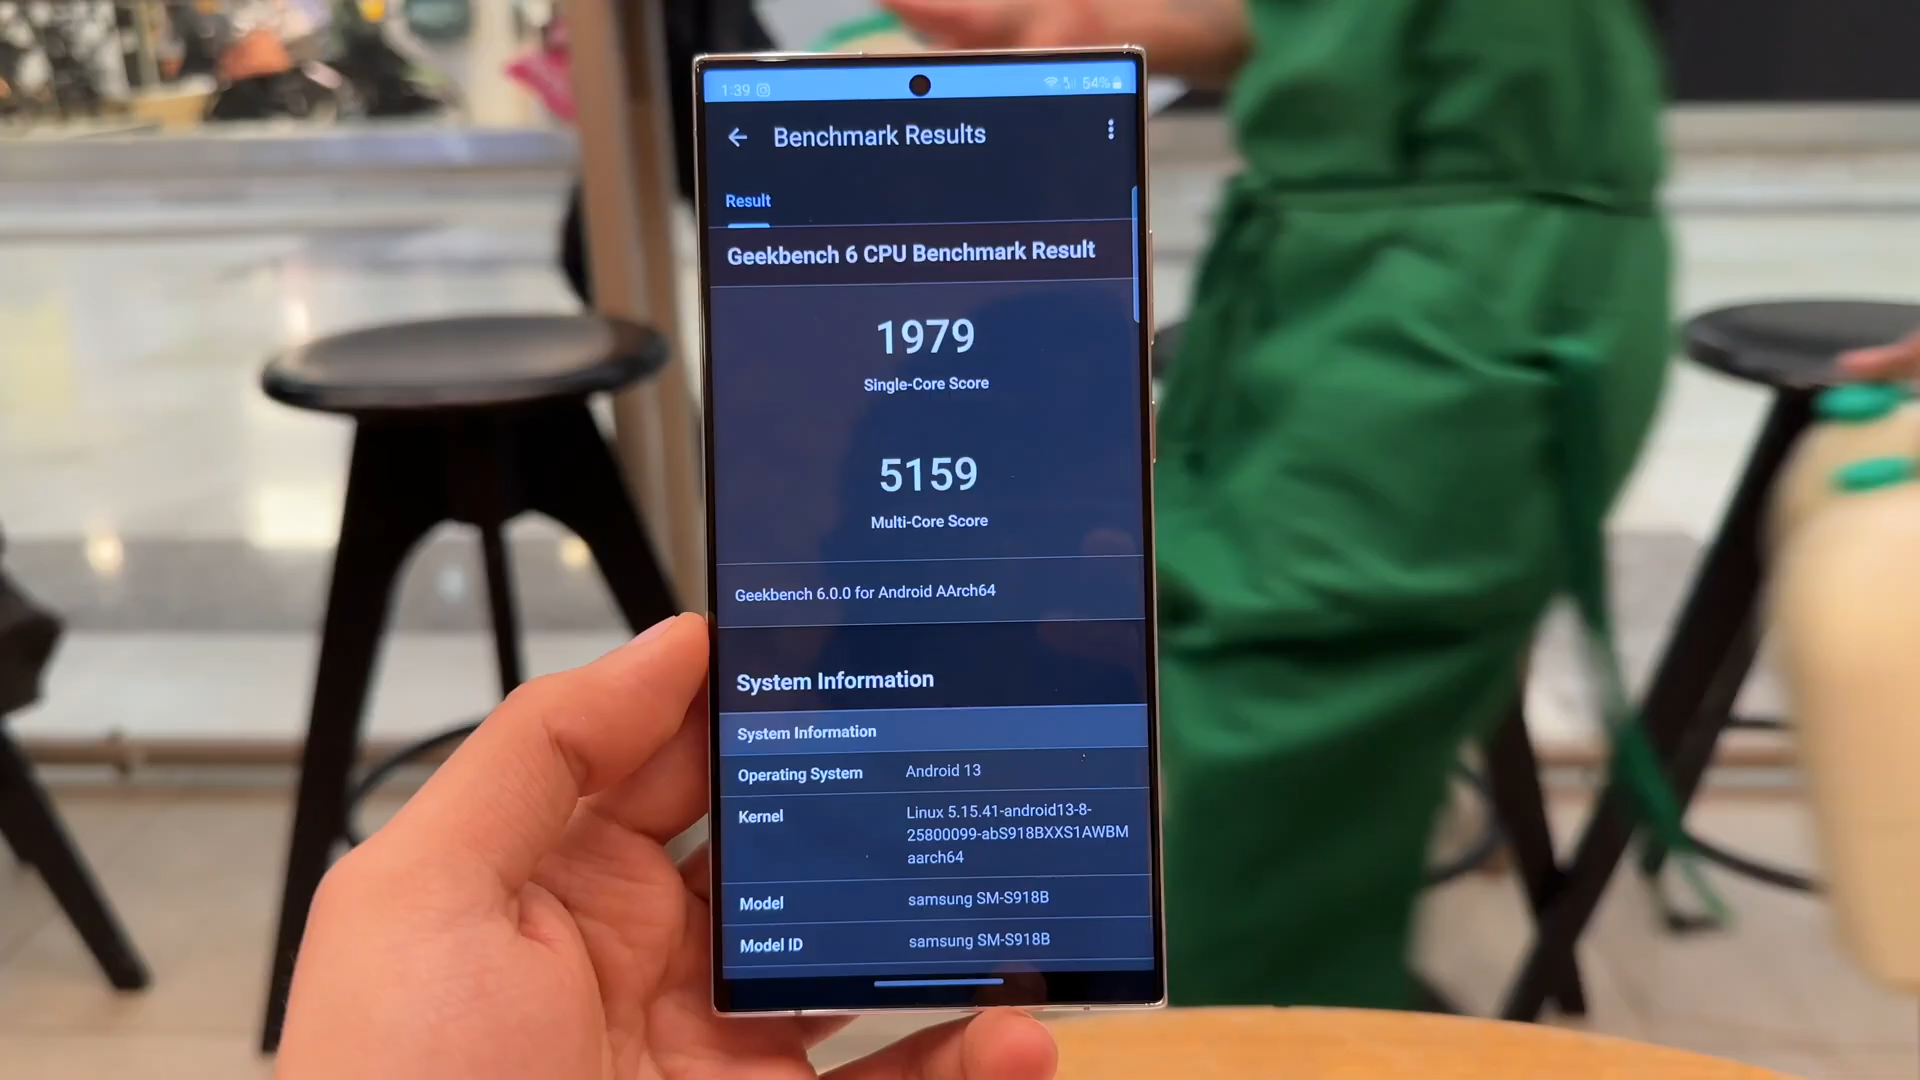 1:39 54%
Benchmark Results
Result
Geekbench 6 CPU Benchmark Result
1979
Single-Core Score
5159
Multi-Core Score
Geekbench 6.0.0 for Android AArch64
System Information
System Information
Operating System Android 13
Kernel Linux 5.15.41-android13-8-
25800099-abS918BXXS1AWBM
aarch64
Model samsung SM-S918B
Model ID samsung SM-S918B